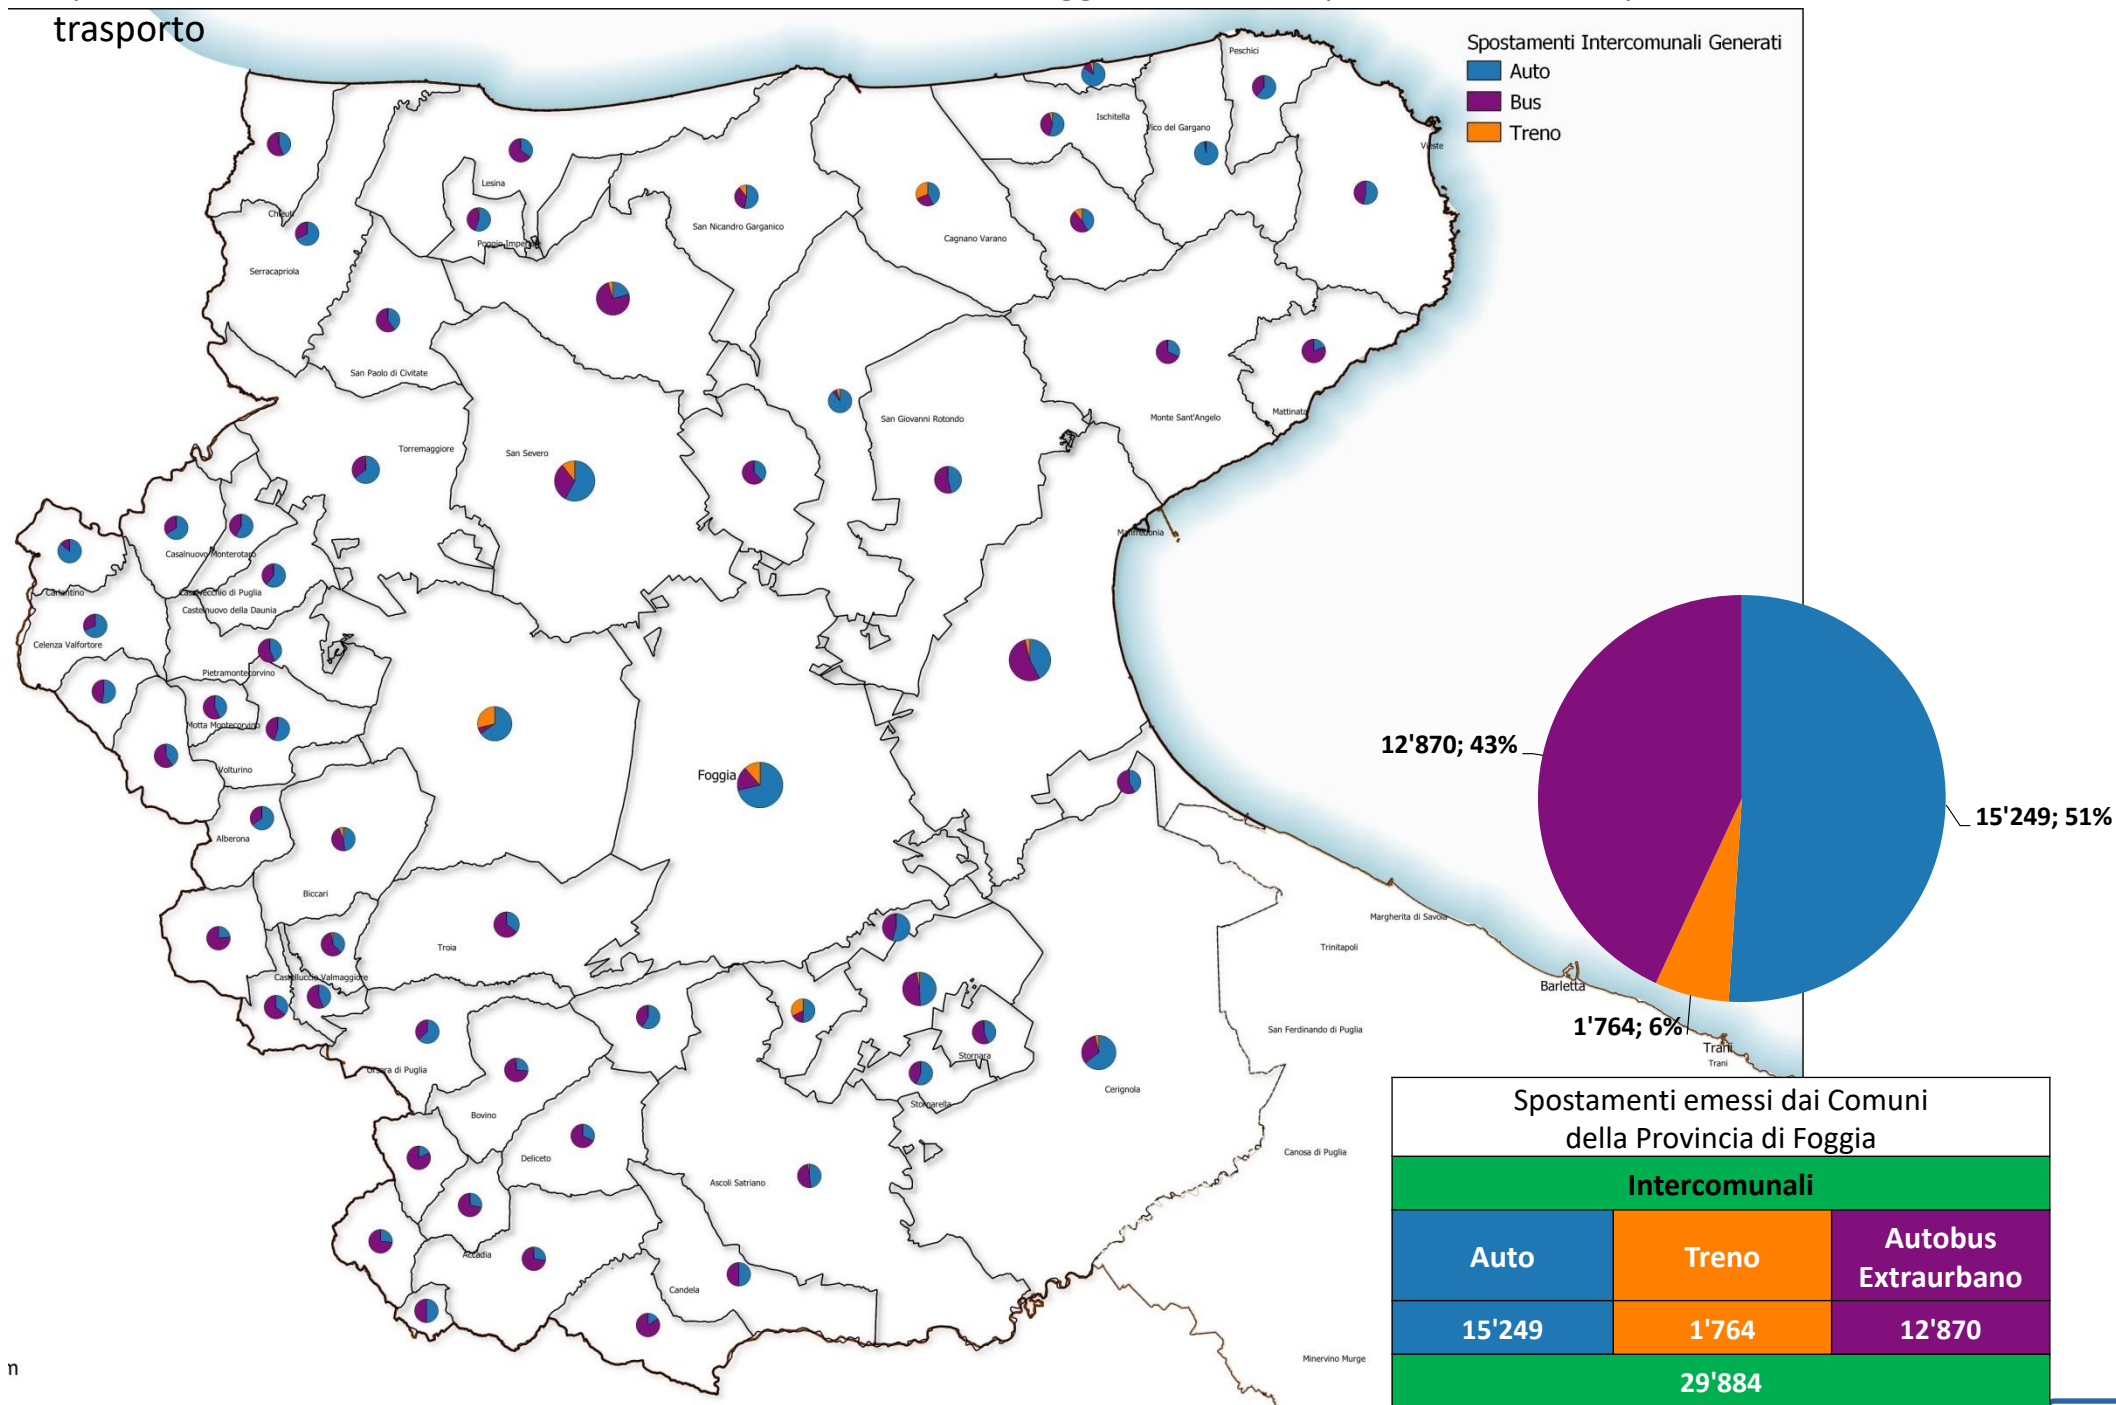 trasporto
Spostamenti Intercomunali Generati
Auto
Bus
Treno
Peschici
Ischitella
Vico del Gargano
Vieste
Lesina
Chieuti
Poggio Imperiale
San Nicandro Garganico
Cagnano Varano
Serracapriola
San Paolo di Civitate
San Giovanni Rotondo
Monte Sant'Angelo
Mattinata
Torremaggiore
San Severo
Manfredonia
Casalnuovo Monterotaro
Carlantino
Casalvecchio di Puglia
Castelnuovo della Daunia
Celenza Valfortore
Pietramontecorvino
Motta Montecorvino
Volturino
Foggia
12'870; 43%
15'249; 51%
1'764; 6%
Alberona
Biccari
Troia
Castelluccio Valmaggiore
Margherita di Savoia
Trinitapoli
Barletta
San Ferdinando di Puglia
Trani
Trani
Orsara di Puglia
Bovino
Stornara
Stornarella
Cerignola
Deliceto
Ascoli Satriano
Canosa di Puglia
Accadia
Candela
Minervino Murge
Spostamenti emessi dai Comuni
della Provincia di Foggia
Intercomunali
Auto
Treno
Autobus
Extraurbano
15'249
1'764
12'870
29'884
m